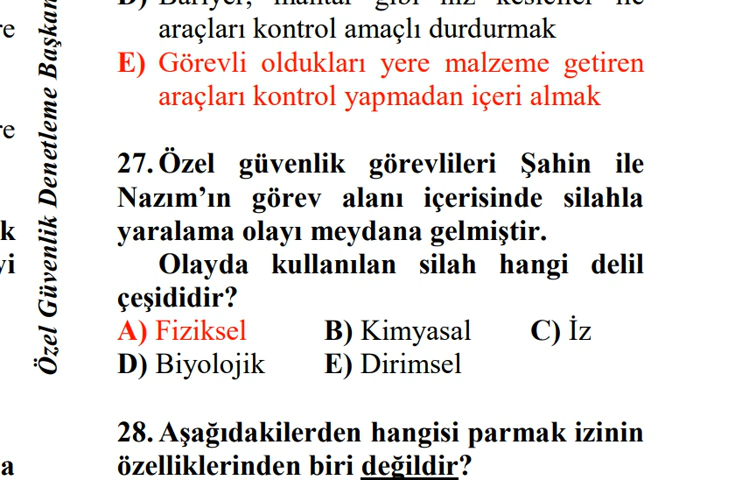 araçları kontrol amaçlı durdurmak
E) Görevli oldukları yere malzeme getiren
araçları kontrol yapmadan içeri almak
27. Özel güvenlik görevlileri Şahin ile
Nazım’ın görev alanı içerisinde silahla
yaralama olayı meydana gelmiştir.
Olayda kullanılan silah hangi delil
çeşididir?
A) Fiziksel B) Kimyasal C) İz
D) Biyolojik E) Dirimsel
28. Aşağıdakilerden hangisi parmak izinin
özelliklerinden biri değildir?
Özel Güvenlik Denetleme